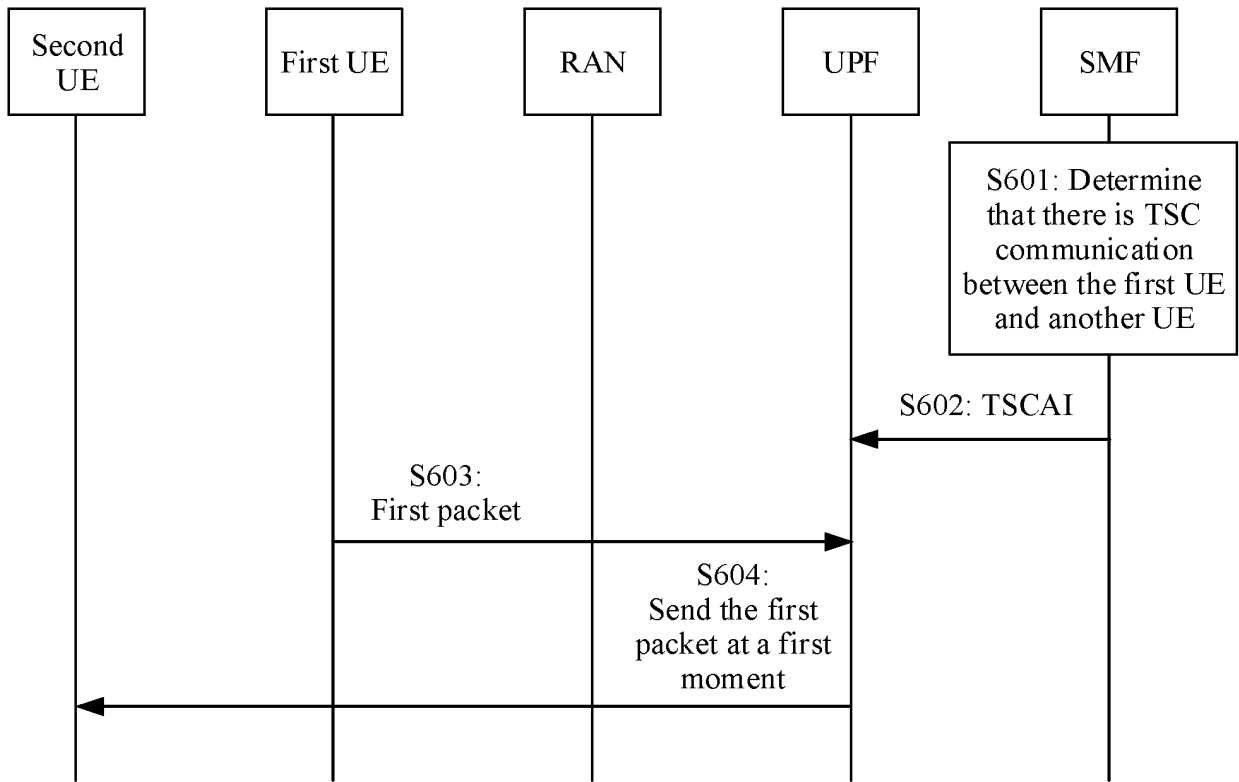 Second
UE
First UE
RAN
UPF
SMF
S601: Determine
that there is TSC
communication
between the first UE
and another UE
S602: TSCAI
S603:
First packet
S604:
Send the first
packet at a first
moment